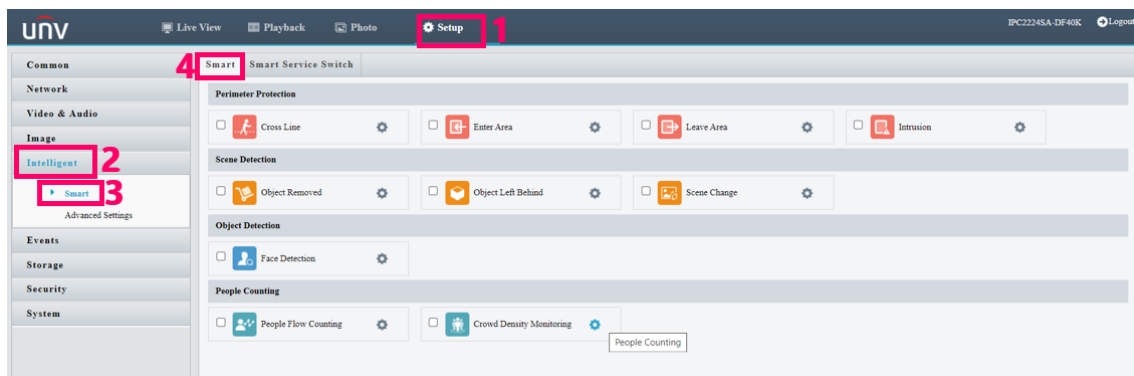 unv Live View Playback Photo Setup 1 IPC2224SA-DF40K Logout
Common
Network
Video & Audio
Image
Intelligent 2
Smart 3
Advanced Settings
Events
Storage
Security
System
4 Smart Smart Service Switch
Perimeter Protection
Cross Line Enter Area Leave Area Intrusion
Scene Detection
Object Removed Object Left Behind Scene Change
Object Detection
Face Detection
People Counting
People Flow Counting Crowd Density Monitoring
People Counting